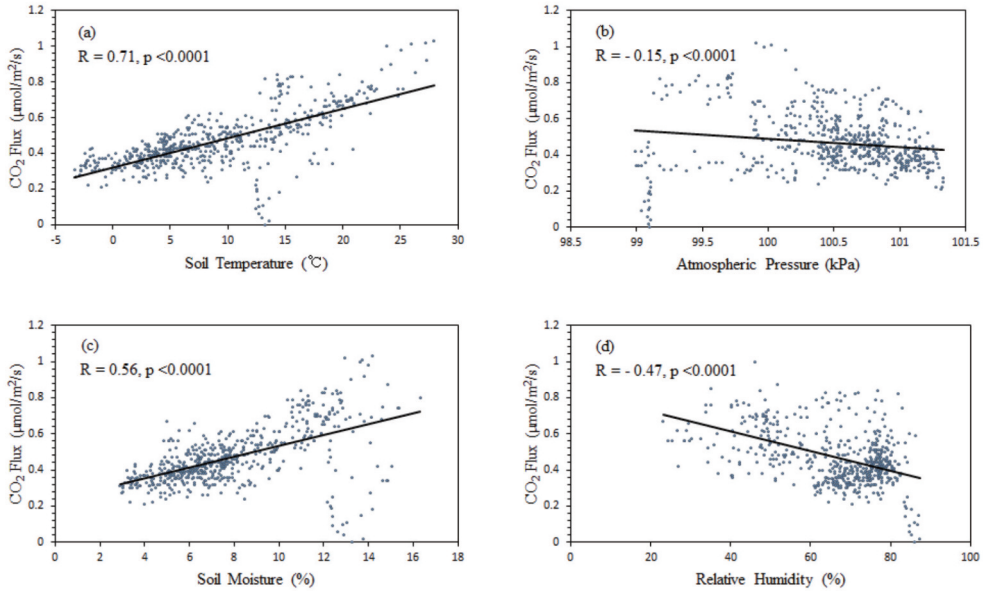 (a)
R = 0.71, p <0.0001
CO2 Flux (μmol/m²/s)
1.2
1
0.8
0.6
0.4
0.2
0
-5 0 5 10 15 20 25 30
Soil Temperature (℃)
(b)
R = - 0.15, p <0.0001
CO2 Flux (μmol/m²/s)
1.2
1
0.8
0.6
0.4
0.2
0
98.5 99 99.5 100 100.5 101 101.5
Atmospheric Pressure (kPa)
(c)
R = 0.56, p <0.0001
CO2 Flux (μmol/m²/s)
1.2
1
0.8
0.6
0.4
0.2
0
0 2 4 6 8 10 12 14 16 18
Soil Moisture (%)
(d)
R = - 0.47, p <0.0001
CO2 Flux (μmol/m²/s)
1.2
1
0.8
0.6
0.4
0.2
0
0 20 40 60 80 100
Relative Humidity (%)